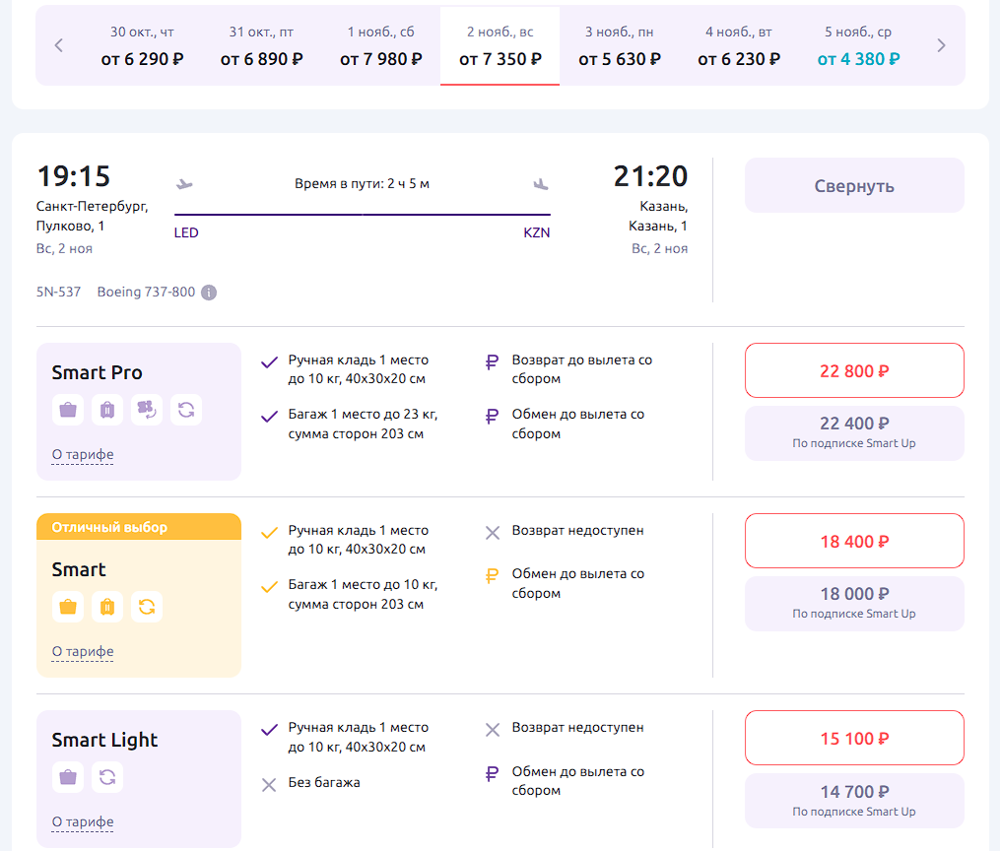 30 окт., чт
от 6 290 ₽
31 окт., пт
от 6 890 ₽
1 нояб., сб
от 7 980 ₽
2 нояб., вс
от 7 350 ₽
3 нояб., пн
от 5 630 ₽
4 нояб., вт
от 6 230 ₽
5 нояб., ср
от 4 380 ₽
19:15
Санкт-Петербург,
Пулково, 1
Вс, 2 ноя
Время в пути: 2 ч 5 м
LED
KZN
21:20
Казань,
Казань, 1
Вс, 2 ноя
Свернуть
5N-537 Boeing 737-800
Smart Pro
О тарифе
Ручная кладь 1 место
до 10 кг, 40x30x20 см
Багаж 1 место до 23 кг,
сумма сторон 203 см
Возврат до вылета со
сбором
Обмен до вылета со
сбором
22 800 ₽
22 400 ₽
По подписке Smart Up
Отличный выбор
Smart
О тарифе
Ручная кладь 1 место
до 10 кг, 40x30x20 см
Багаж 1 место до 10 кг,
сумма сторон 203 см
Возврат недоступен
Обмен до вылета со
сбором
18 400 ₽
18 000 ₽
По подписке Smart Up
Smart Light
О тарифе
Ручная кладь 1 место
до 10 кг, 40x30x20 см
Без багажа
Возврат недоступен
Обмен до вылета со
сбором
15 100 ₽
14 700 ₽
По подписке Smart Up